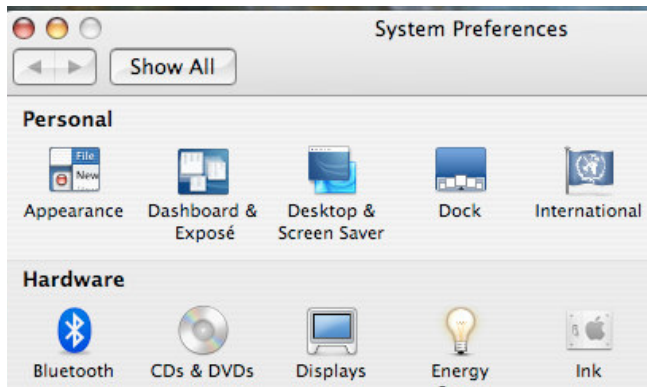 System Preferences
Show All
Personal
File
New
Appearance
Dashboard & Exposé
Desktop & Screen Saver
Dock
International
Hardware
Bluetooth
CDs & DVDs
Displays
Energy
Ink